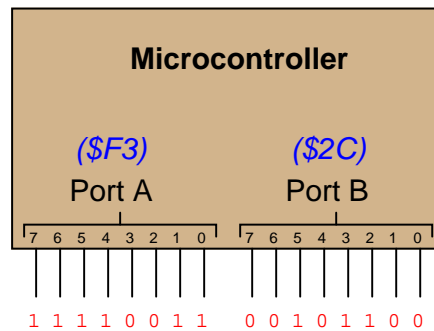 Microcontroller
($F3) ($2C)
Port A Port B
7 6 5 4 3 2 1 0 7 6 5 4 3 2 1 0
1 1 1 1 0 0 1 1 0 0 1 0 1 1 0 0